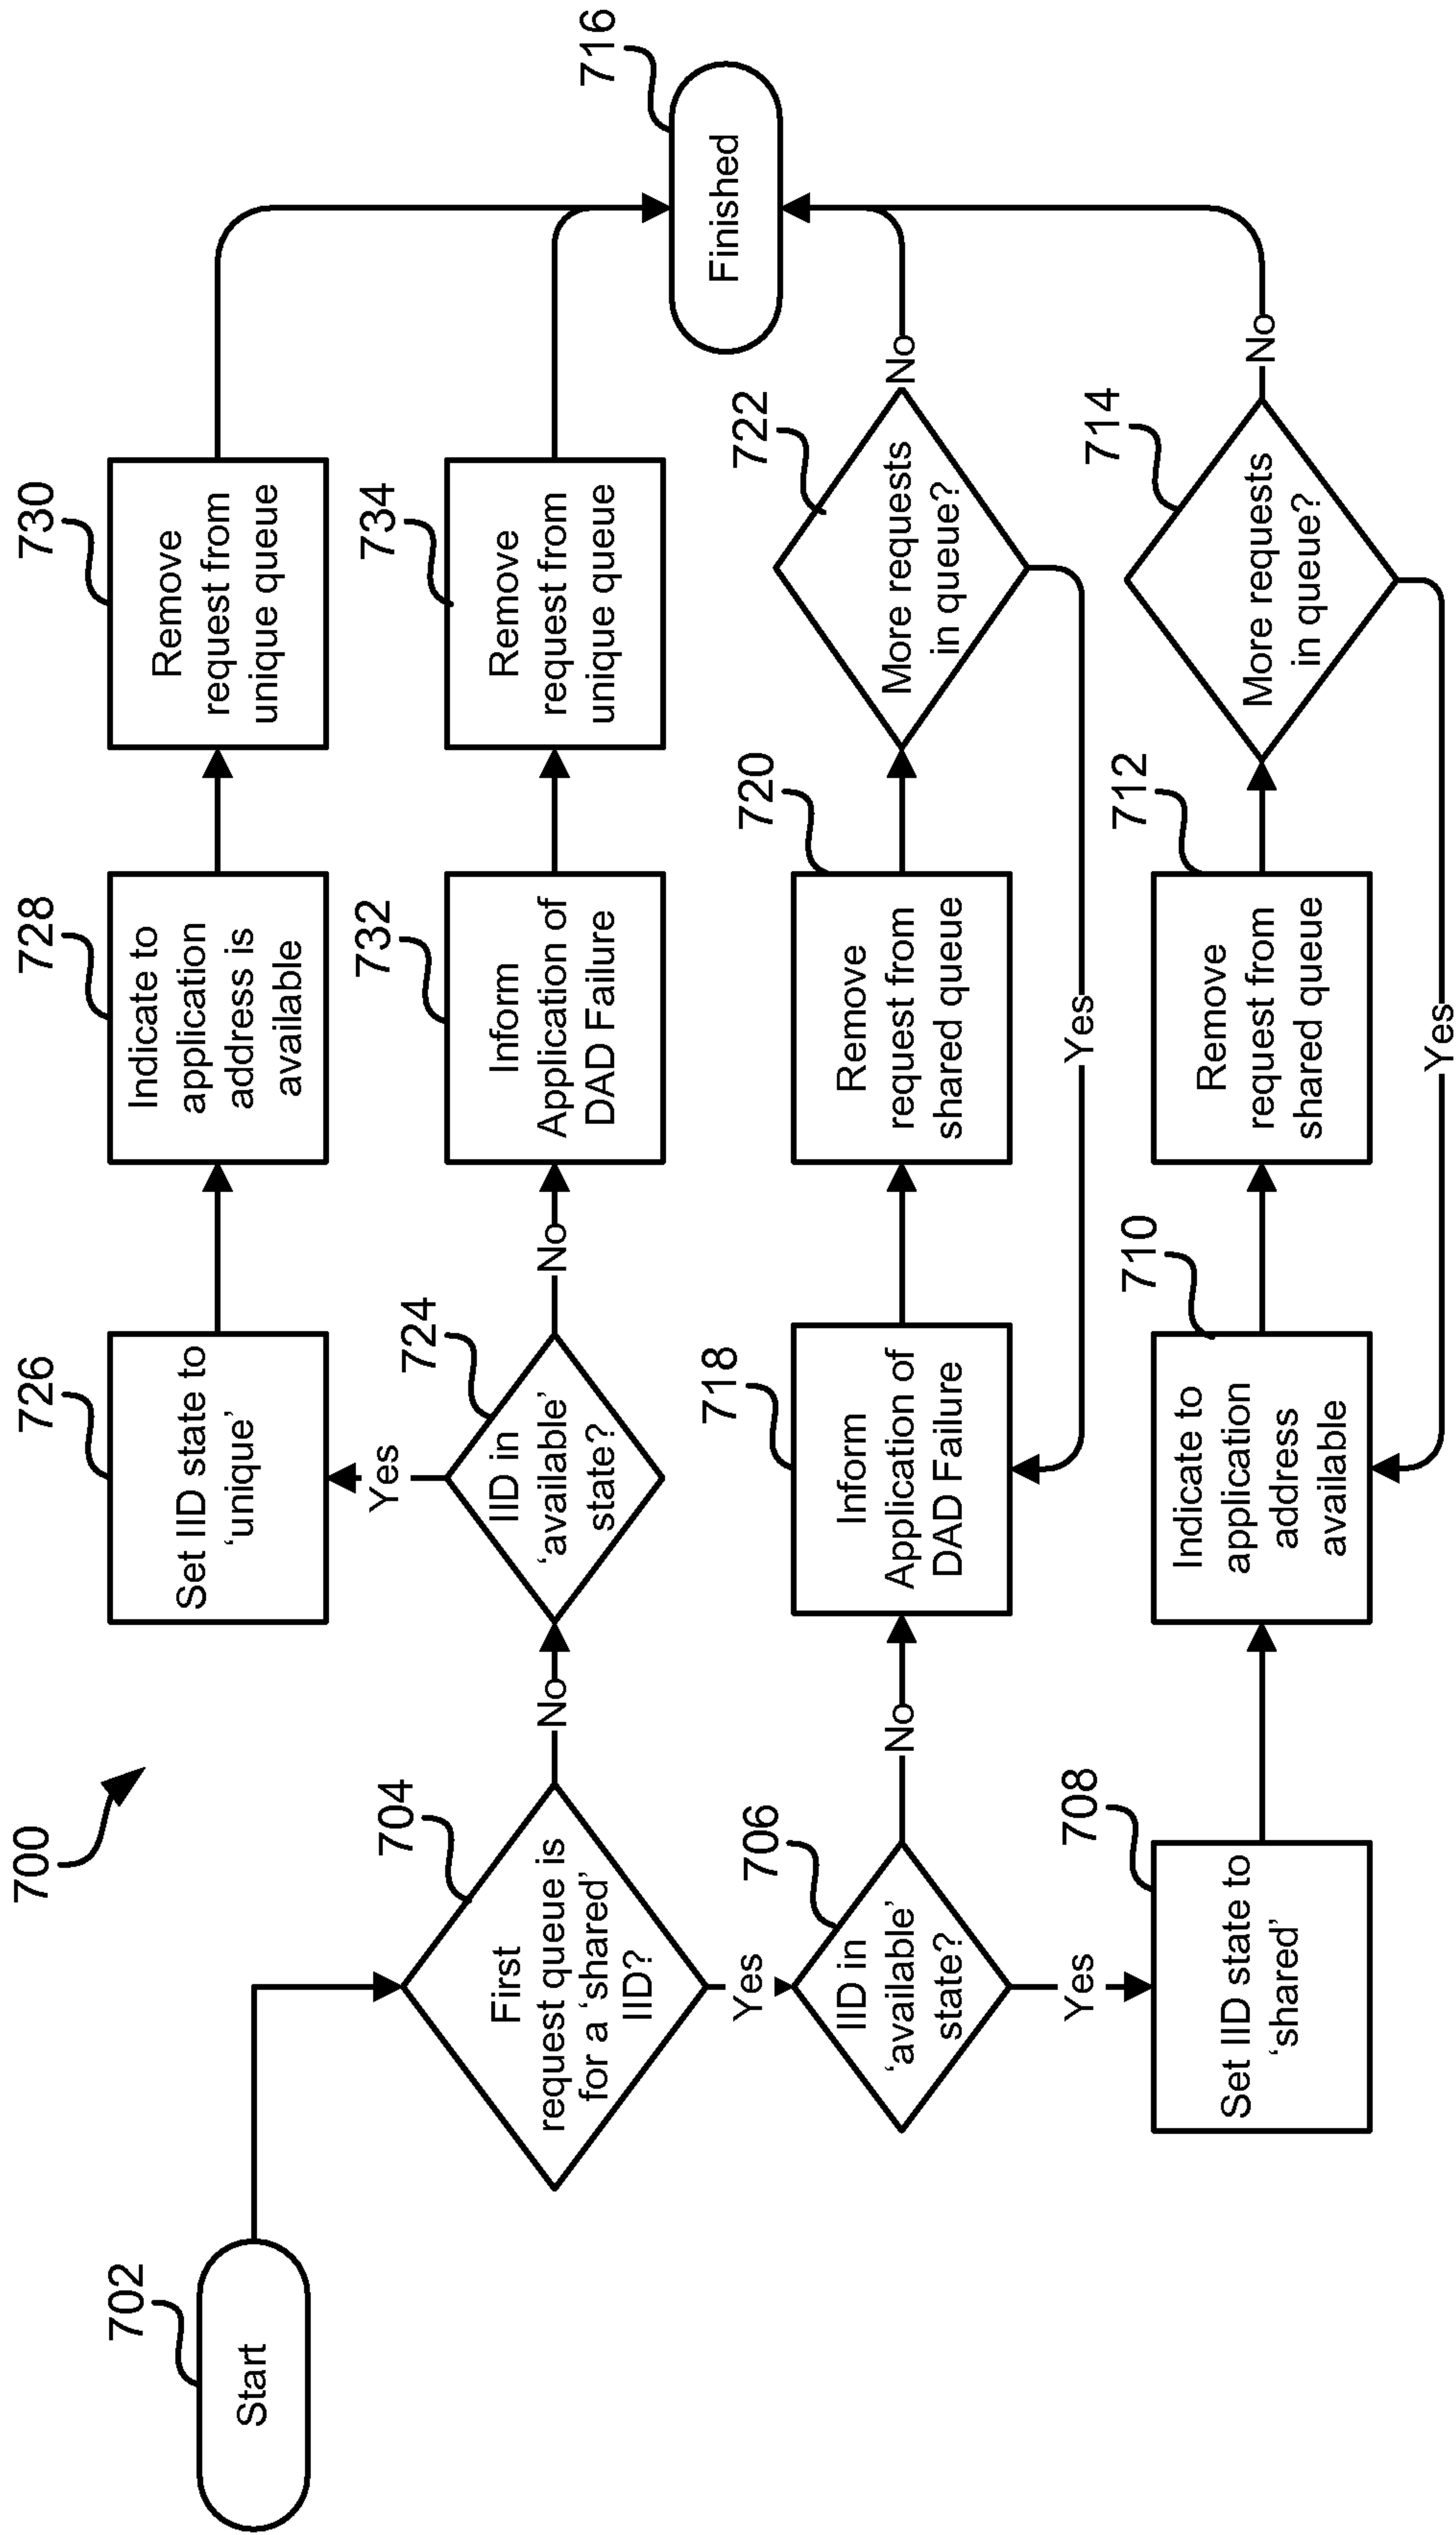 700
702
Start
704
First
request queue is
for a ‘shared’
IID?
No
Yes
724
IID in
‘available’
state?
Yes
No
726
Set IID state to
‘unique’
728
Indicate to
application
address is
available
730
Remove
request from
unique queue
732
Inform
Application of
DAD Failure
734
Remove
request from
unique queue
716
Finished
706
IID in
‘available’
state?
No
Yes
718
Inform
Application of
DAD Failure
720
Remove
request from
shared queue
722
More requests
in queue?
No
Yes
708
Set IID state to
‘shared’
710
Indicate to
application
address
available
712
Remove
request from
shared queue
714
More requests
in queue?
No
Yes